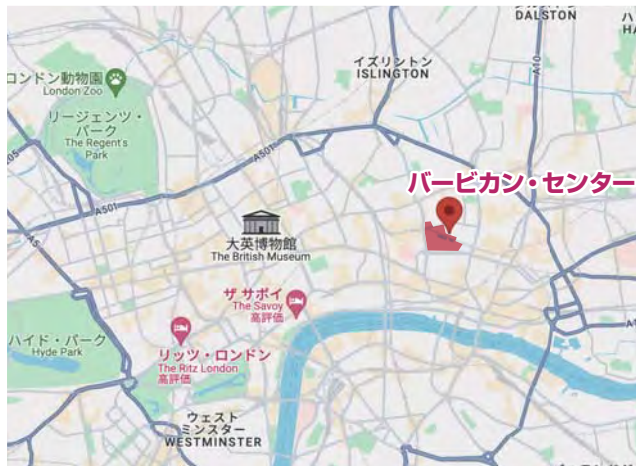 DALSTON
イズリントン
ISLINGTON
A10
ロンドン動物園
London Zoo
リージェンツ・
パーク
The Regent's
Park
A501
A501
バービカン・センター
A5
大英博物館
The British Museum
ザ サボイ
The Savoy
高評価
ハイド・パーク
Hyde Park
リッツ・ロンドン
The Ritz London
高評価
ウェスト
ミンスター
WESTMINSTER